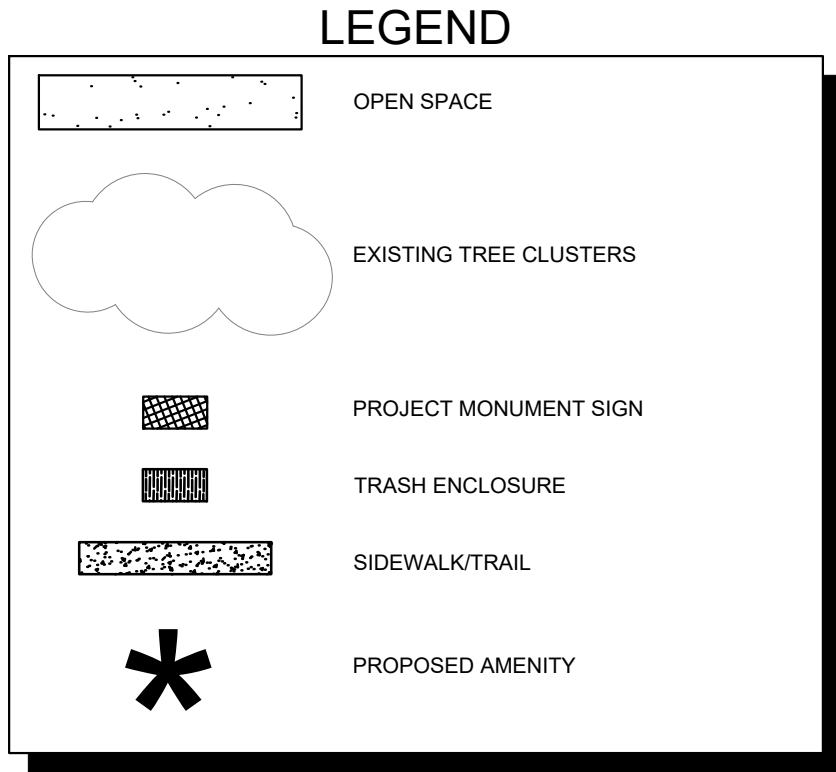 LEGEND
OPEN SPACE
EXISTING TREE CLUSTERS
PROJECT MONUMENT SIGN
TRASH ENCLOSURE
SIDEWALK/TRAIL
PROPOSED AMENITY